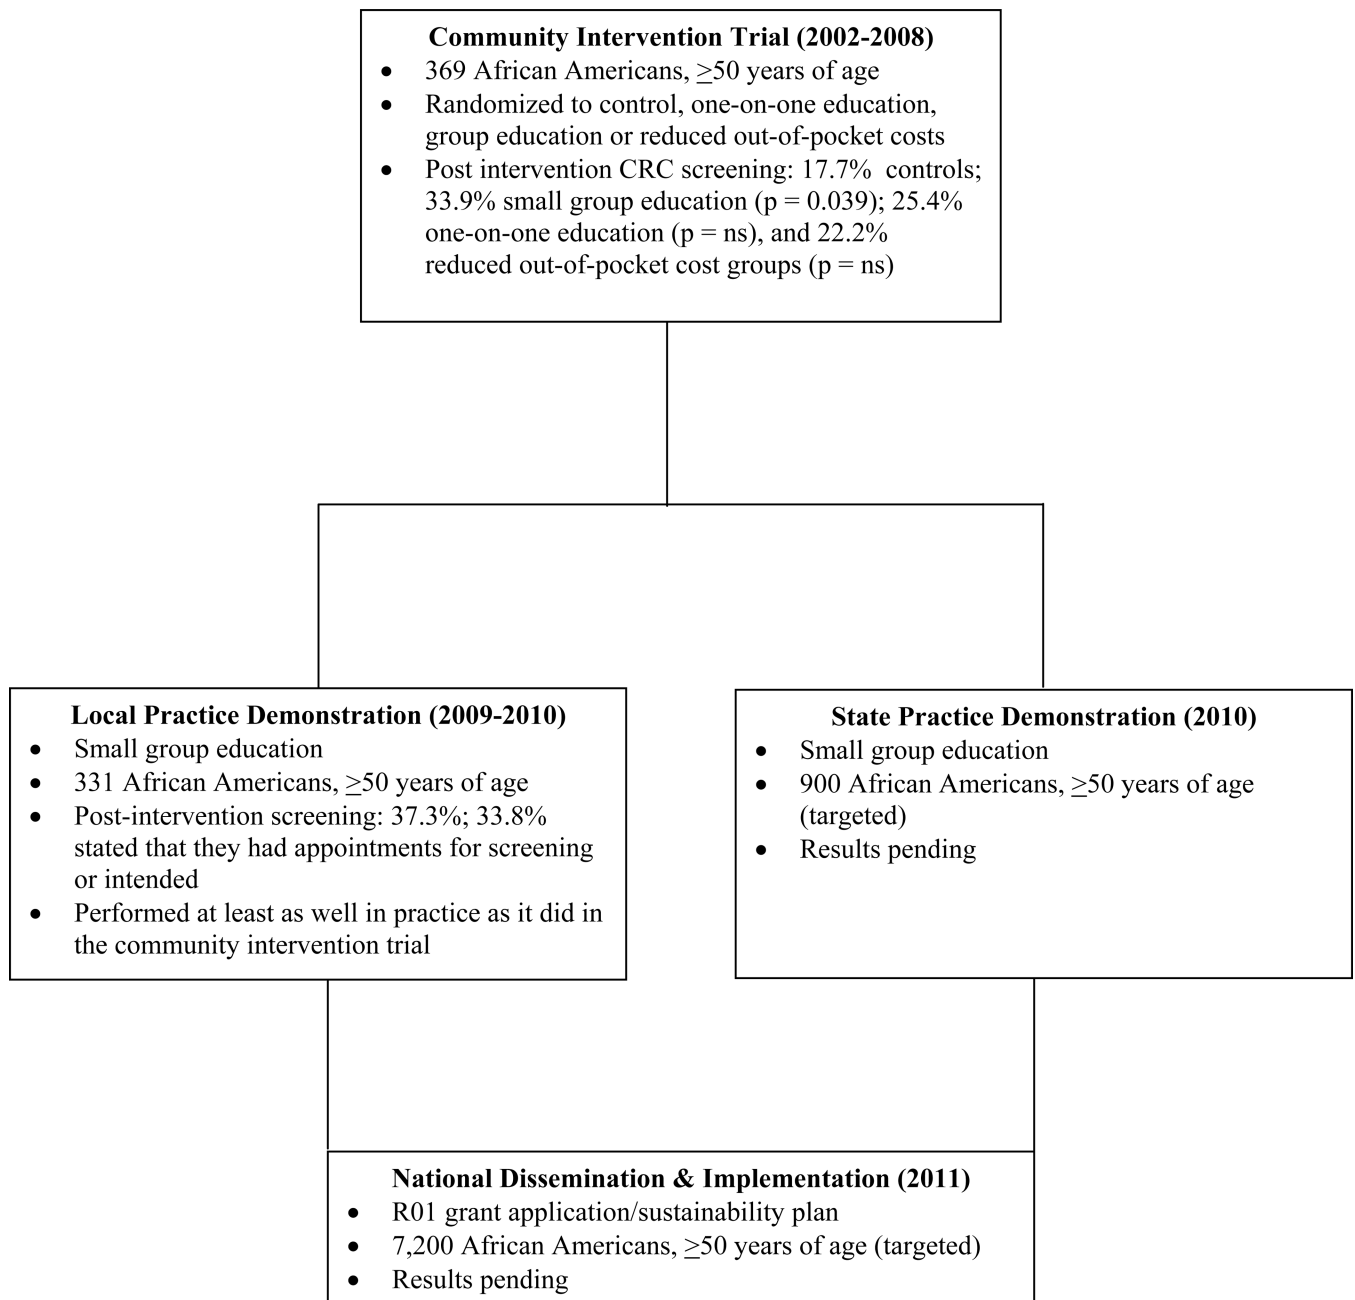 Community Intervention Trial (2002-2008)
• 369 African Americans, ≥50 years of age
• Randomized to control, one-on-one education,
group education or reduced out-of-pocket costs
• Post intervention CRC screening: 17.7% controls;
33.9% small group education (p = 0.039); 25.4%
one-on-one education (p = ns), and 22.2%
reduced out-of-pocket cost groups (p = ns)
Local Practice Demonstration (2009-2010)
• Small group education
• 331 African Americans, ≥50 years of age
• Post-intervention screening: 37.3%; 33.8%
stated that they had appointments for screening
or intended
• Performed at least as well in practice as it did in
the community intervention trial
State Practice Demonstration (2010)
• Small group education
• 900 African Americans, ≥50 years of age
(targeted)
• Results pending
National Dissemination & Implementation (2011)
• R01 grant application/sustainability plan
• 7,200 African Americans, ≥50 years of age (targeted)
• Results pending